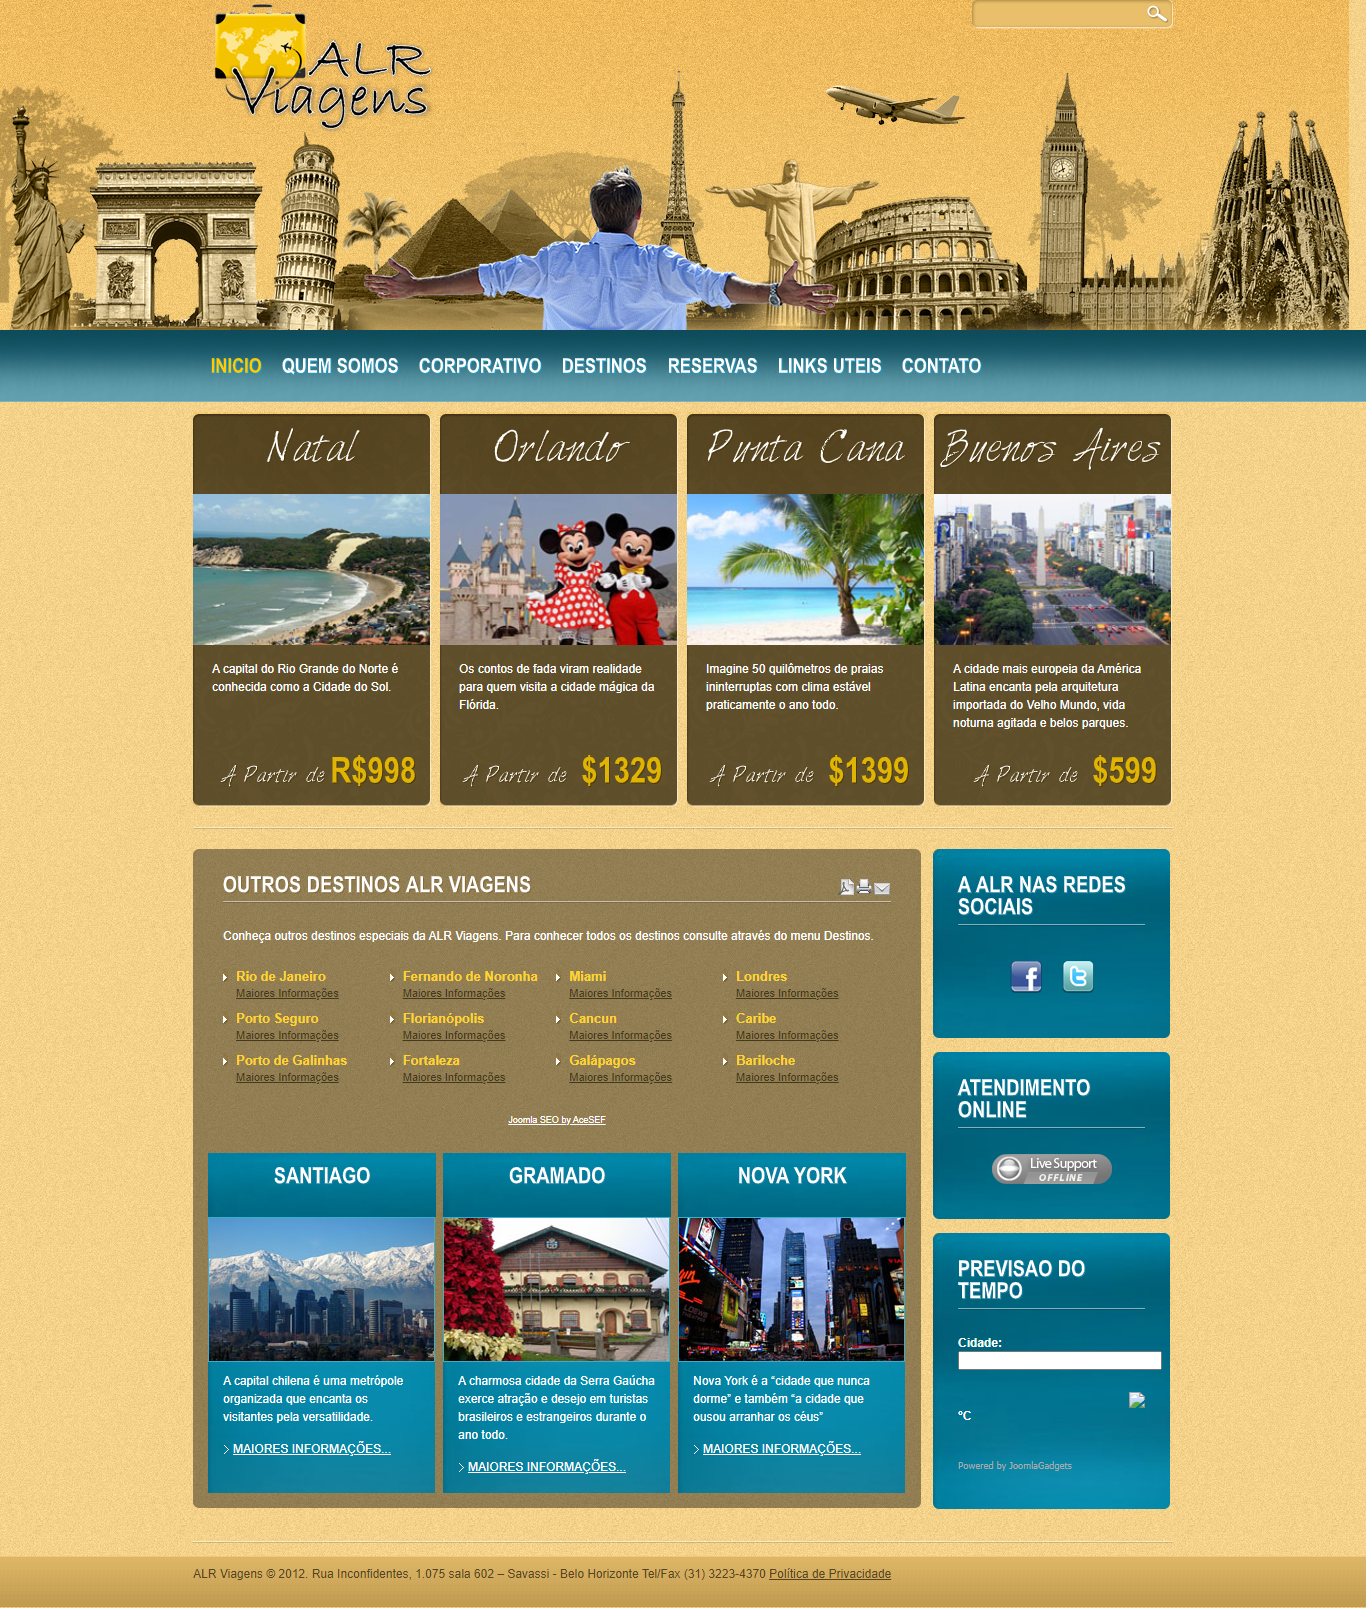 ALR
Viagens
INICIO QUEM SOMOS CORPORATIVO DESTINOS RESERVAS LINKS UTEIS CONTATO
Natal
A capital do Rio Grande do Norte é
conhecida como a Cidade do Sol.
A Partir de R$998
Orlando
Os contos de fada viram realidade
para quem visita a cidade mágica da
Flórida.
A Partir de $1329
Punta Cana
Imagine 50 quilômetros de praias
ininterruptas com clima estável
praticamente o ano todo.
A Partir de $1399
Buenos Aires
A cidade mais europeia da América
Latina encanta pela arquitetura
importada do Velho Mundo, vida
noturna agitada e belos parques.
A Partir de $599
OUTROS DESTINOS ALR VIAGENS
Conheça outros destinos especiais da ALR Viagens. Para conhecer todos os destinos consulte através do menu Destinos.
Rio de Janeiro Fernando de Noronha Miami Londres
Maiores Informações Maiores Informações Maiores Informações Maiores Informações
Porto Seguro Florianópolis Cancun Caribe
Maiores Informações Maiores Informações Maiores Informações Maiores Informações
Porto de Galinhas Fortaleza Galápagos Bariloche
Maiores Informações Maiores Informações Maiores Informações Maiores Informações
Joomla SEO by AceSEF
SANTIAGO
A capital chilena é uma metrópole
organizada que encanta os
visitantes pela versatilidade.
MAIORES INFORMAÇÕES...
GRAMADO
A charmosa cidade da Serra Gaúcha
exerce atração e desejo em turistas
brasileiros e estrangeiros durante o
ano todo.
MAIORES INFORMAÇÕES...
NOVA YORK
Nova York é a “cidade que nunca
dorme” e também “a cidade que
ousou arranhar os céus”
MAIORES INFORMAÇÕES...
A ALR NAS REDES
SOCIAIS
ATENDIMENTO
ONLINE
Live Support
OFFLINE
PREVISAO DO
TEMPO
Cidade:
ºC
Powered by JoomlaGadgets
ALR Viagens © 2012. Rua Inconfidentes, 1.075 sala 602 – Savassi - Belo Horizonte Tel/Fax (31) 3223-4370 Política de Privacidade